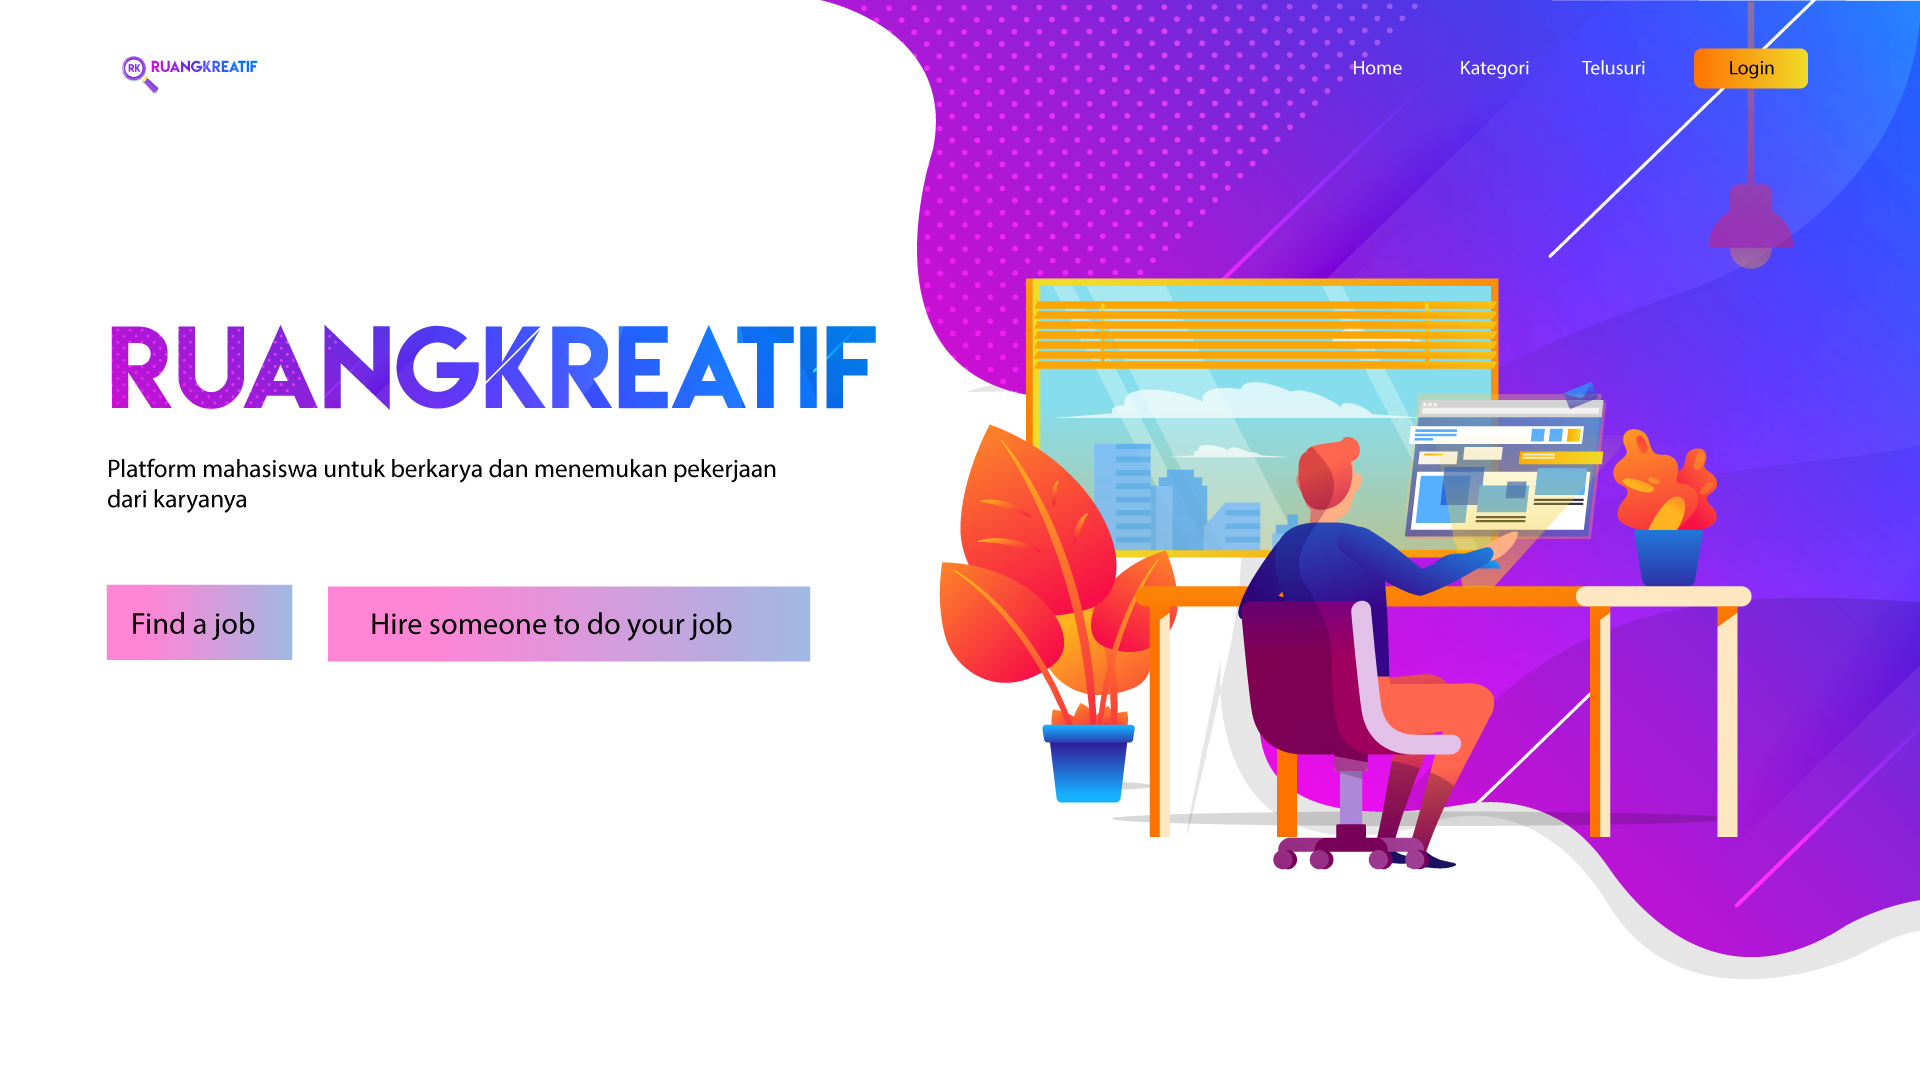 RK RUANGKREATIF
Home Kategori Telusuri Login
RUANGKREATIF
Platform mahasiswa untuk berkarya dan menemukan pekerjaan
dari karyanya
Find a job
Hire someone to do your job